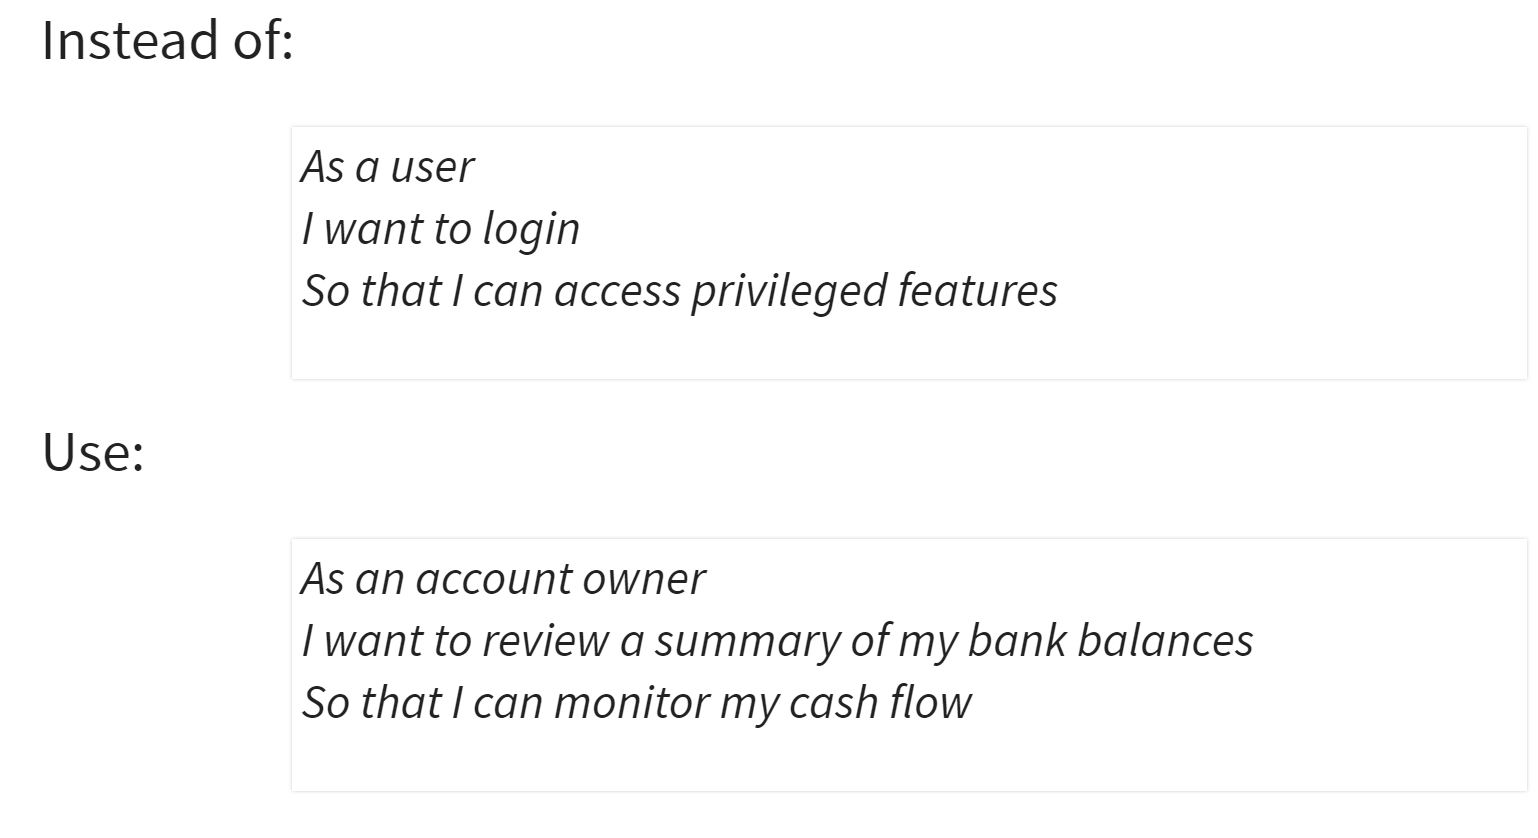 Instead of:
As a user
I want to login
So that I can access privileged features
Use:
As an account owner
I want to review a summary of my bank balances
So that I can monitor my cash flow